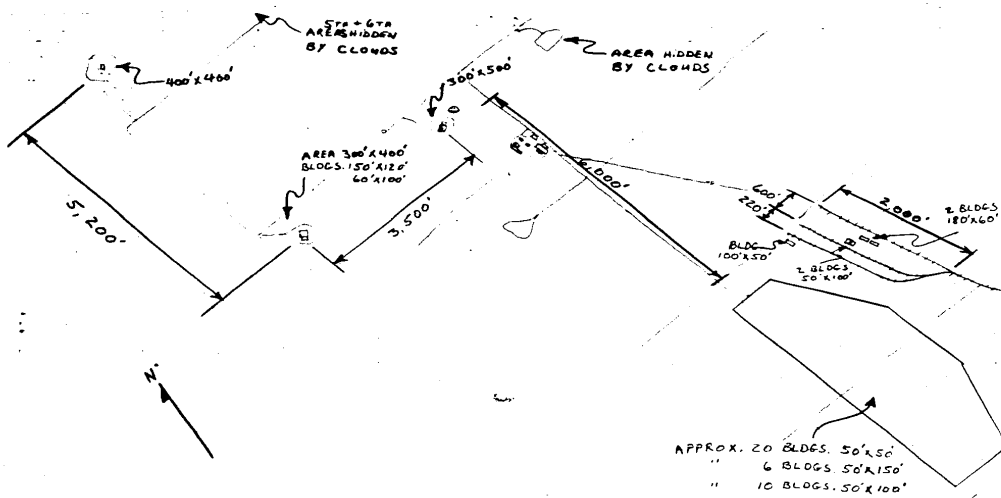 5TH + 6TH
AREAS HIDDEN
BY CLOUDS
AREA HIDDEN
BY CLOUDS
400'X400'
300'X500'
AREA 300'X400'
BLDGS. 150'X120'
60'X100'
5,200'
3,500'
6,000'
600'
220'
2,000'
2 BLDGS
180'X60'
BLDG
100'X50'
2 BLDGS.
50'X100'
N
APPROX. 20 BLDGS. 50'X50'
" 6 BLDGS. 50'X150'
" 10 BLDGS. 50'X100'